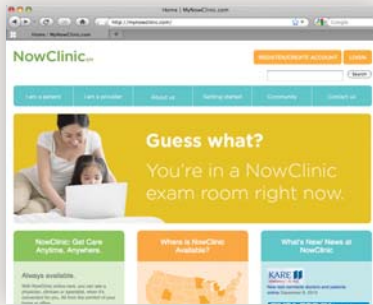 Home | MyNowClinic.com
http://mynowclinic.com/
Google
Home | MyNowClinic.com
NowClinic
REGISTER/CREATE ACCOUNT
LOGIN
Search
I am a patient
I am a provider
About us
Getting started
Community
Contact us
Guess what?
You're in a NowClinic
exam room right now.
NowClinic: Get Care
Anytime, Anywhere.
Always available.
Where is NowClinic
Available?
What's New! News at
NowClinic
KARE 11